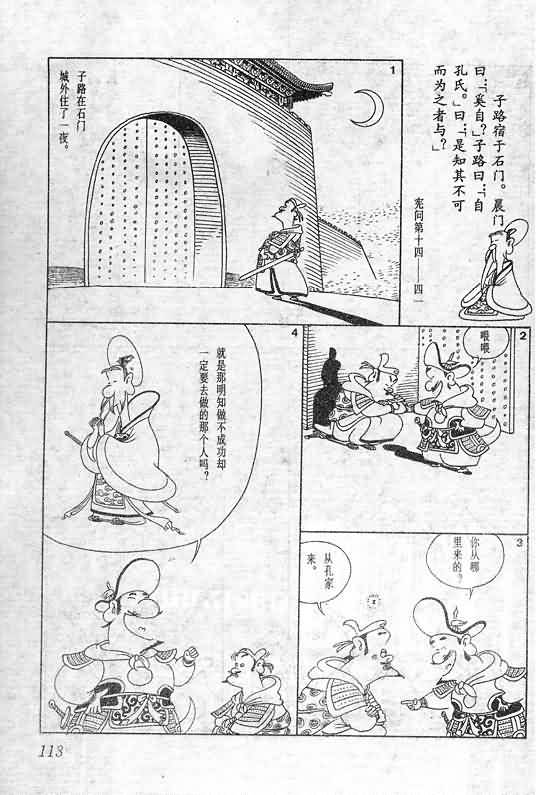 子路宿于石门。晨门
曰：“奚自？”子路曰：“自
孔氏。”曰：“是知其不可
而为之者与？”
宪问第十四——四一
1
子路在石门
城外住了一夜。
2
喂喂
3
你从哪
里来的？
从孔家
来。
4
就是那明知做不成功却
一定要去做的那个人吗？
113